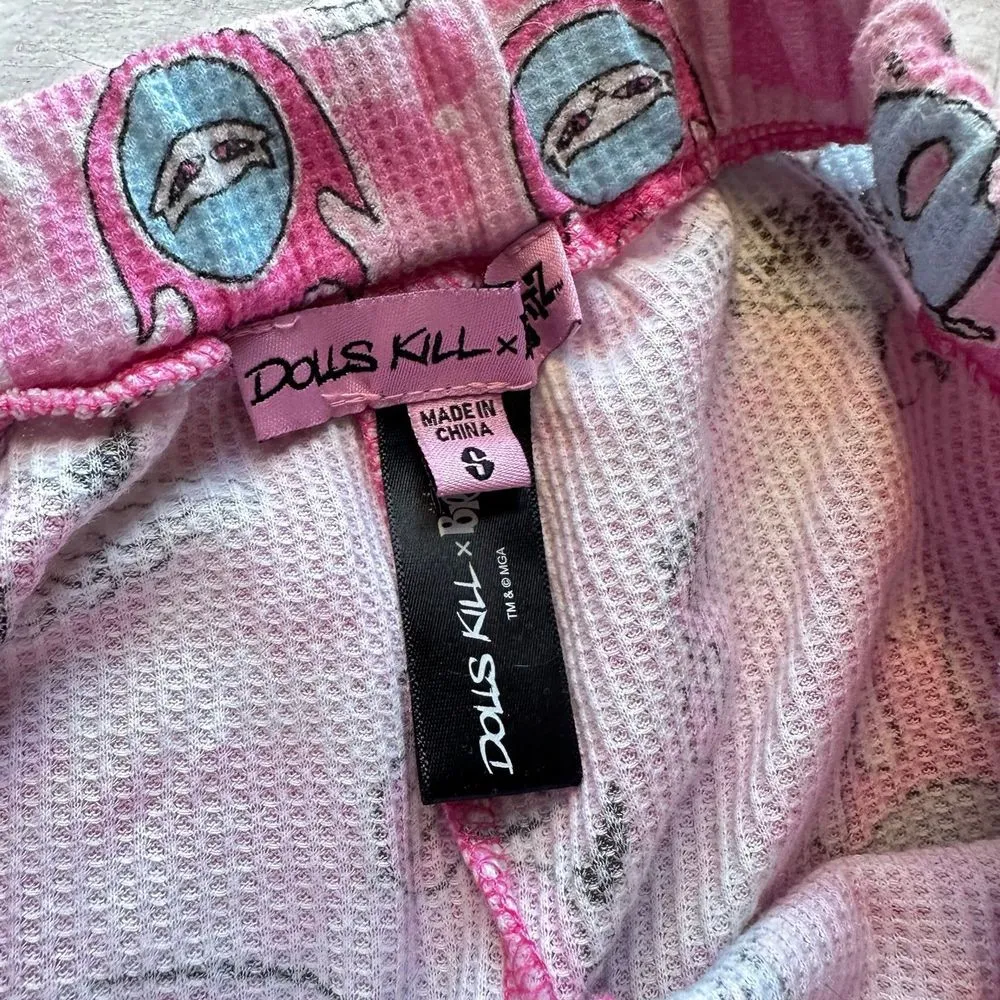 DOLLS KILL x
MADE IN
CHINA
S
DOLLS KILL x
TM & © MGA